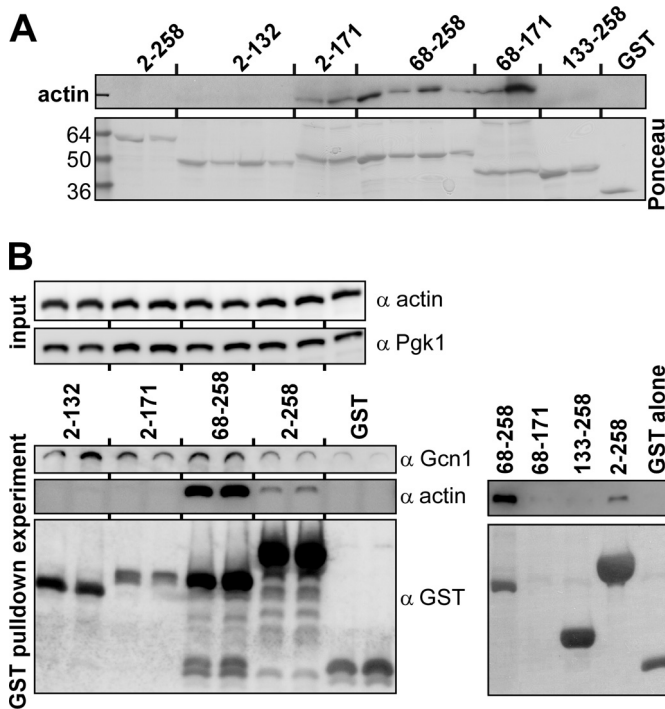 A
2-258
2-132
2-171
68-258
68-171
133-258
GST
actin
64
50
36
Ponceau
B
input
α actin
α Pgk1
2-132
2-171
68-258
2-258
GST
GST pulldown experiment
α Gcn1
α actin
α GST
68-258
68-171
133-258
2-258
GST alone